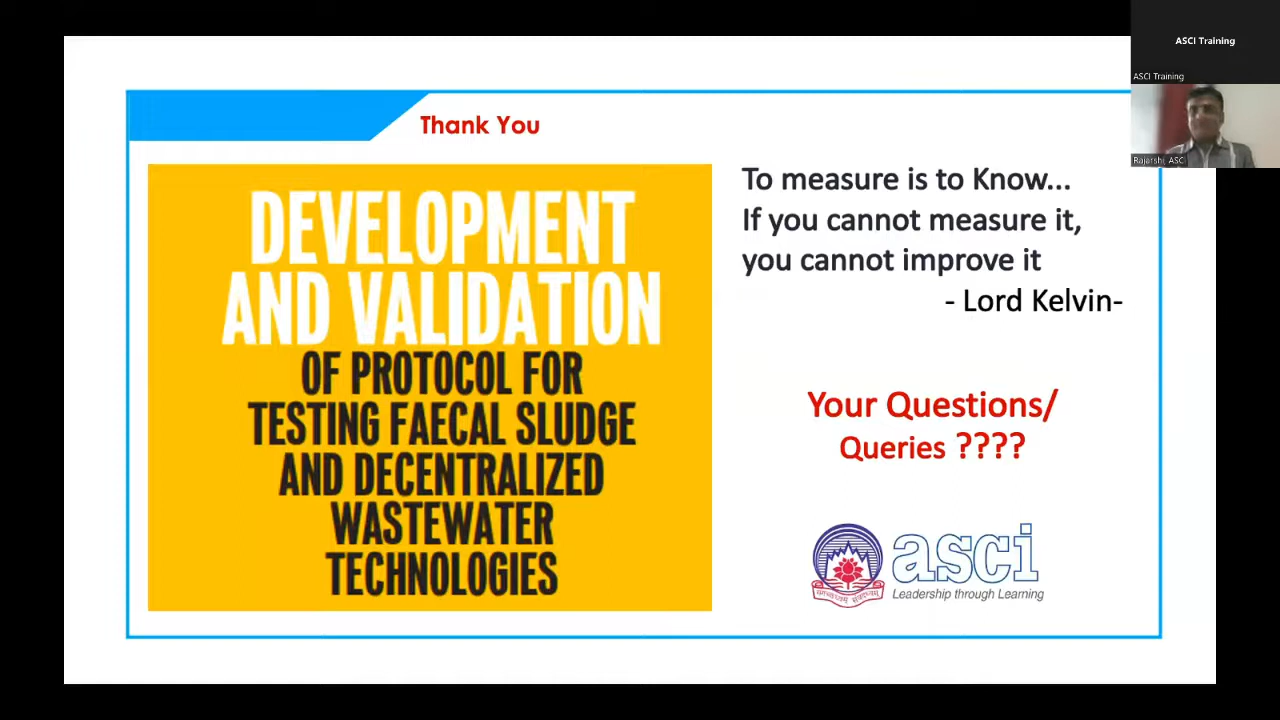 ASCI Training
ASCI Training
Rajarshi, ASCI
Thank You
DEVELOPMENT
AND VALIDATION
OF PROTOCOL FOR
TESTING FAECAL SLUDGE
AND DECENTRALIZED
WASTEWATER
TECHNOLOGIES
To measure is to Know...
If you cannot measure it,
you cannot improve it
- Lord Kelvin-
Your Questions/
Queries ????
asci
Leadership through Learning